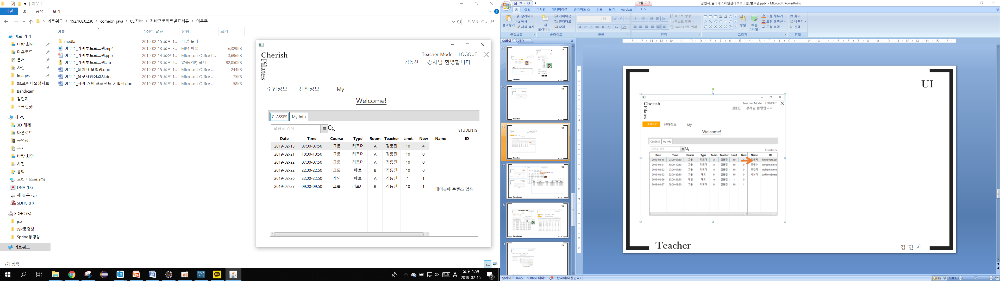 이우주
파일 홈 공유 보기
네트워크 > 192.168.0.230 > comeon_java > 05.자바 > 자바프로젝트발표서류 > 이우주
이우주 검...
이름 수정한 날짜 유형 크기
media 2019-02-15 오후 1... 파일 폴더
이우주_가계부프로그램.mp4 2019-02-13 오후 3... MP4 파일 6,329KB
이우주_가계부프로그램.pptx 2019-02-14 오전 1... Microsoft Office P... 3,696KB
이우주_가계부프로그램.zip 2019-02-13 오후 5... 압축(ZIP) 폴더 92,050KB
이우주_데이터 모델링.doc 2019-02-15 오후 1... Microsoft Office ... 244KB
이우주_요구사항정의서.doc 2019-02-15 오후 1... Microsoft Office ... 75KB
이우주_자바 개인 프로젝트 기획서.doc 2019-02-15 오후 1... Microsoft Office ... 58KB
바로 가기
바탕 화면
다운로드
문서
사진
images
03.프린터요청자료
Bandicam
김민지
스크린샷
내 PC
3D 개체
다운로드
동영상
문서
바탕 화면
사진
음악
로컬 디스크 (C:)
DNA (D:)
새 볼륨 (E:)
SDHC (F:)
SDHC (F:)
jsp
JSP동영상
Spring동영상
네트워크
7개 항목
Cherish
Pilates
Teacher Mode LOGOUT
김동진 강사님 환영합니다.
수업정보 센터정보 My
Welcome!
CLASSES My Info
날짜로 검색
STUDENTS
Date Time Course Type Room Teacher Limit Now Name ID
2019-02-15 07:00-07:50 그룹 리포머 A 김동진 10 4
2019-02-21 10:00-10:50 그룹 리포머 A 김동진 10 0
2019-02-22 07:00-07:50 그룹 리포머 A 김동진 10 0
2019-02-22 22:00-22:50 그룹 매트 B 김동진 10 0
2019-02-26 22:00-22:50 개인 매트 A 김동진 1 1
2019-02-27 09:00-09:50 그룹 리포머 B 김동진 10 1
테이블에 콘텐츠 없음
TALK
A
오후 1:59
2019-02-15
7
그림 도구
김민지_필라테스학원관리프로그램_발표용.pptx - Microsoft PowerPoint
홈 삽입 디자인 애니메이션 슬라이드 쇼 검토 보기 Acrobat 서식
붙여넣기
잘라내기
복사
서식 복사
클립보드
새
슬라이드
레이아웃
원래대로
삭제
슬라이드
24
글꼴
텍스트 방향
텍스트 맞춤
SmartArt로 변환
단락
정렬
빠른
스타일
도형 채우기
도형 윤곽선
도형 효과
그리기
찾기
바꾸기
선택
편집
슬라이드 개요
14
UI
Student
15
UI
Teacher
16
UI
Teacher
17
UI
Administer
18
Double Click
UI
Administer
19
UI
UI
Cherish
Pilates
Teacher Mode LOGOUT
김동진 강사님 환영합니다.
수업정보 센터정보 My
Welcome!
CLASSES My Info
날짜로 검색
STUDENTS
Date Time Course Type Room Teacher Limit Now Name ID
2019-02-15 07:00-07:50 그룹 리포머 A 김동진 10 4 김민지 kmj@nate.co
2019-02-21 10:00-10:50 그룹 리포머 A 김동진 10 0 조민수 jomj@nate.co
2019-02-22 07:00-07:50 그룹 리포머 A 김동진 10 0 조건희 jogh@nate.co
2019-02-22 22:00-22:50 그룹 매트 B 김동진 10 0 박보미 parkbm@nate
2019-02-26 22:00-22:50 개인 매트 A 김동진 1 0
2019-02-27 09:00-09:50 그룹 리포머 B 김동진 10 1
Teacher
김 민 지
슬라이드 16/22 "Office 테마" 한국어(대한민국)
100%